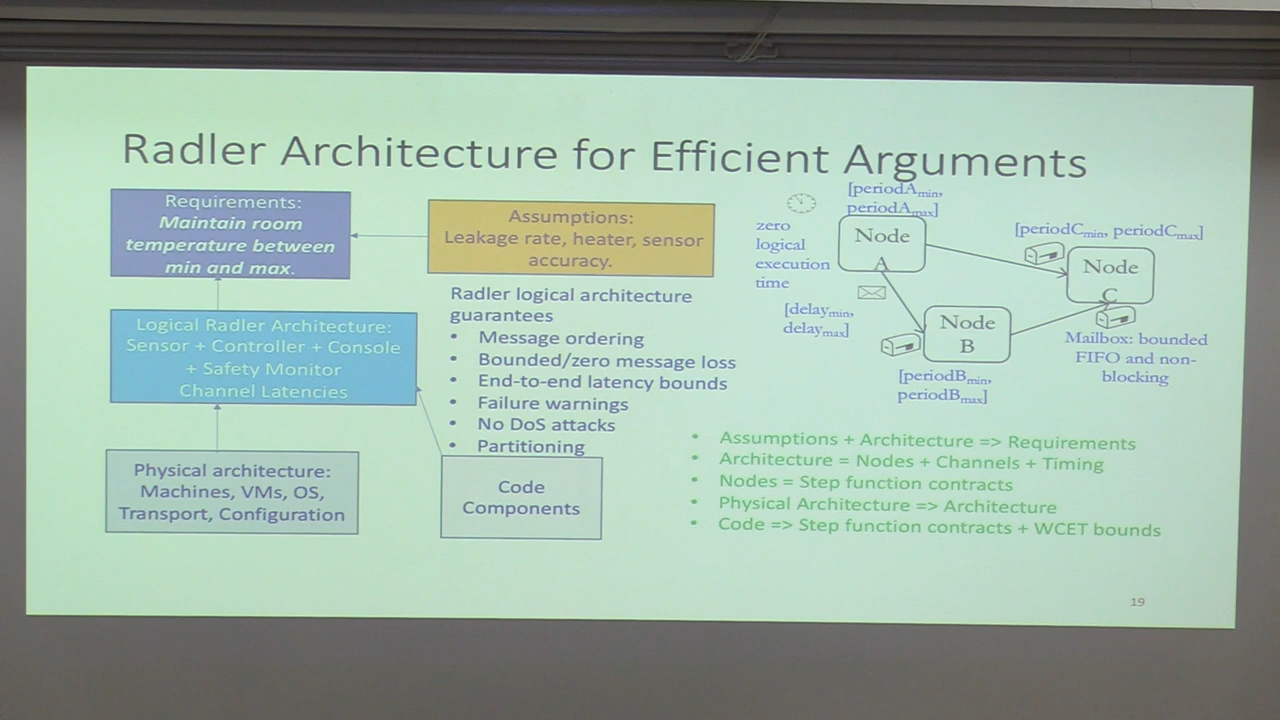 Radler Architecture for Efficient Arguments
Requirements:
Maintain room
temperature between
min and max.
Assumptions:
Leakage rate, heater, sensor
accuracy.
Logical Radler Architecture:
Sensor + Controller + Console
+ Safety Monitor
Channel Latencies
Physical architecture:
Machines, VMs, OS,
Transport, Configuration
Radler logical architecture
guarantees
• Message ordering
• Bounded/zero message loss
• End-to-end latency bounds
• Failure warnings
• No DoS attacks
• Partitioning
Code
Components
zero
logical
execution
time
[periodAmin,
periodAmax]
Node
A
[delaymin,
delaymax]
Node
B
[periodBmin,
periodBmax]
[periodCmin, periodCmax]
Node
C
Mailbox: bounded
FIFO and non-
blocking
• Assumptions + Architecture => Requirements
• Architecture = Nodes + Channels + Timing
• Nodes = Step function contracts
• Physical Architecture => Architecture
• Code => Step function contracts + WCET bounds
19